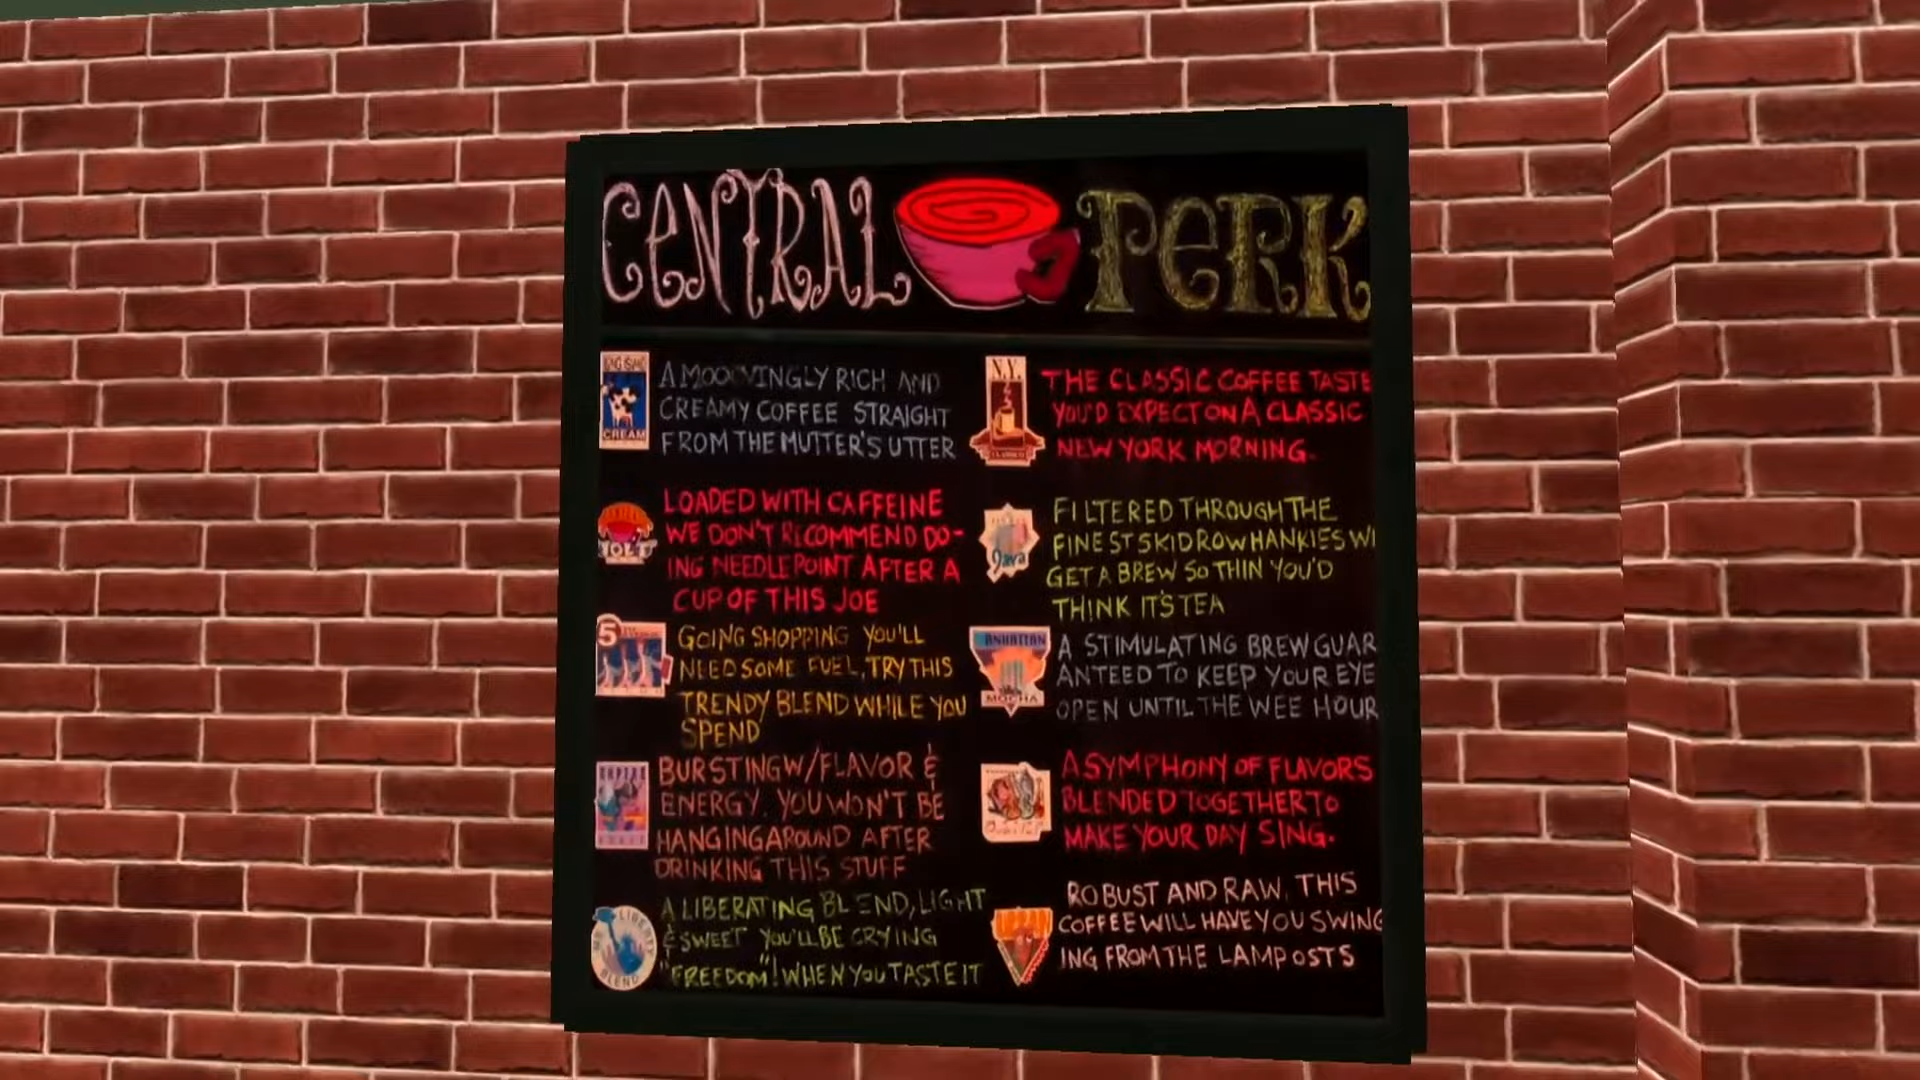 CENTRAL PERK
CREAM
A MOOOVINGLY RICH AND
CREAMY COFFEE STRAIGHT
FROM THE MUTTER'S UTTER
LOADED WITH CAFFEINE
WE DON'T RECOMMEND DO-
ING NEEDLEPOINT AFTER A
CUP OF THIS JOE
5
GOING SHOPPING YOU'LL
NEED SOME FUEL, TRY THIS
TRENDY BLEND WHILE YOU
SPEND
BURSTING W/FLAVOR &
ENERGY. YOU WON'T BE
HANGING AROUND AFTER
DRINKING THIS STUFF
LIBERTY
BLEND
A LIBERATING BLEND, LIGHT
& SWEET YOU'LL BE CRYING
"FREEDOM"! WHEN YOU TASTE IT
N.Y.
CLASSICO
THE CLASSIC COFFEE TASTE
YOU'D EXPECT ON A CLASSIC
NEW YORK MORNING.
Java
FILTERED THROUGH THE
FINEST SKID ROW HANKIES WI
GET A BREW SO THIN YOU'D
THINK IT'S TEA
MANHATTAN
MOCHA
A STIMULATING BREW GUAR
ANTEED TO KEEP YOUR EYE
OPEN UNTIL THE WEE HOUR
A SYMPHONY OF FLAVORS
BLENDED TOGETHER TO
MAKE YOUR DAY SING.
ROBUST AND RAW, THIS
COFFEE WILL HAVE YOU SWING
ING FROM THE LAMPOSTS